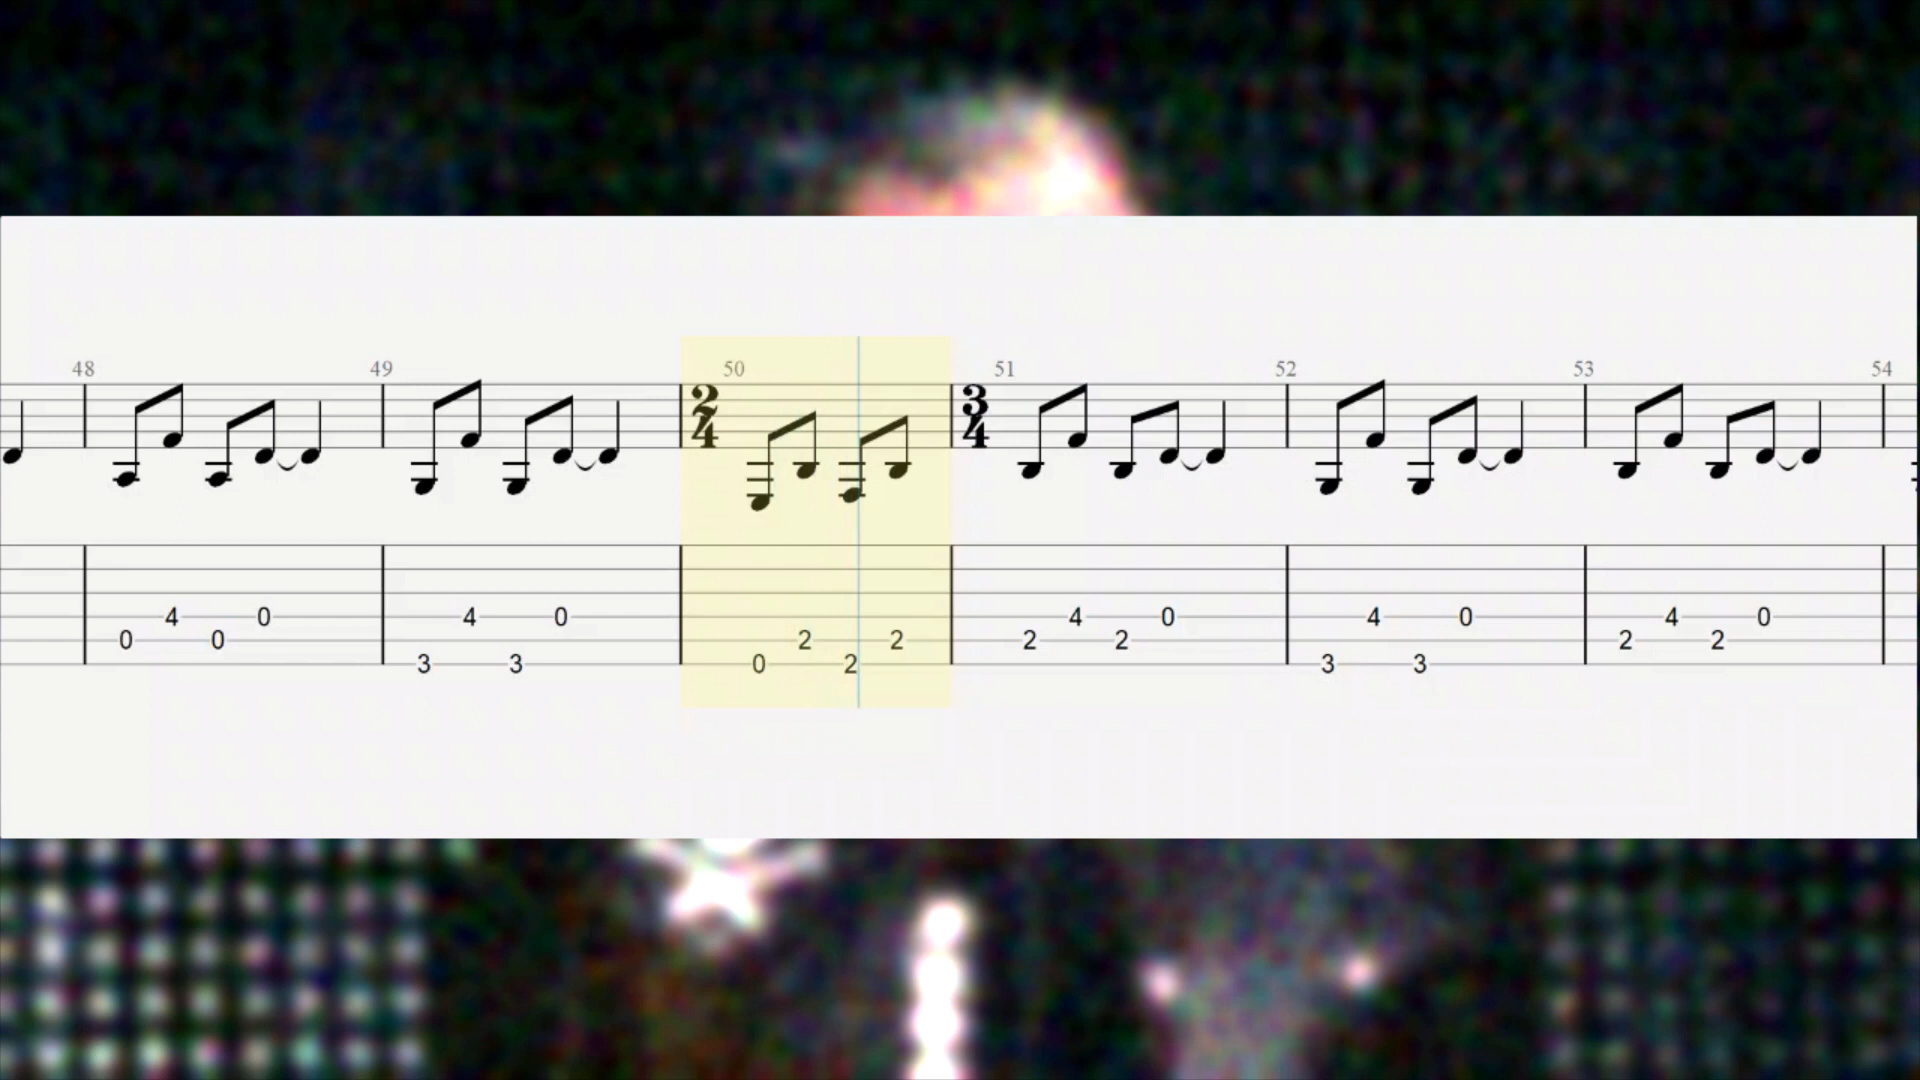 48 49 50 51 52 53 54
2 3
4 4
4 0 4 0 4 0 4 0 4 0
0 0 2 2 2 2 2 2
3 3 0 2 3 3